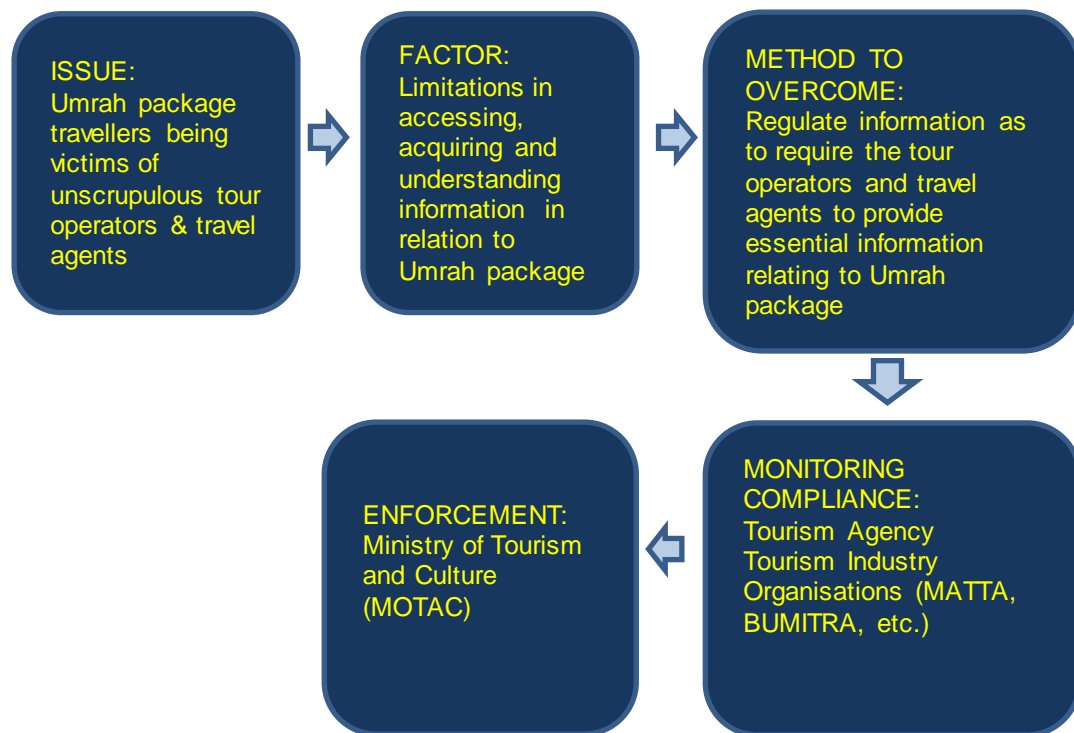 ISSUE:
Umrah package
travellers being
victims of
unscrupulous tour
operators & travel
agents
FACTOR:
Limitations in
accessing,
acquiring and
understanding
information in
relation to
Umrah package
METHOD TO
OVERCOME:
Regulate information as
to require the tour
operators and travel
agents to provide
essential information
relating to Umrah
package
MONITORING
COMPLIANCE:
Tourism Agency
Tourism Industry
Organisations (MATTA,
BUMITRA, etc.)
ENFORCEMENT:
Ministry of Tourism
and Culture
(MOTAC)